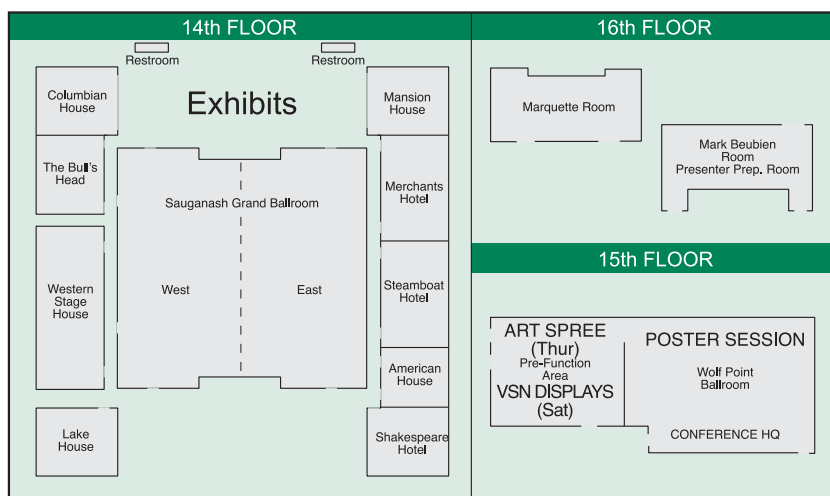 14th FLOOR
Restroom
Restroom
Columbian
House
Exhibits
Mansion
House
The Bull's
Head
Merchants
Hotel
Sauganash Grand Ballroom
West
East
Western
Stage
House
Steamboat
Hotel
American
House
Lake
House
Shakespeare
Hotel
16th FLOOR
Marquette Room
Mark Beubien
Room
Presenter Prep. Room
15th FLOOR
ART SPREE
(Thur)
Pre-Function
Area
VSN DISPLAYS
(Sat)
POSTER SESSION
Wolf Point
Ballroom
CONFERENCE HQ